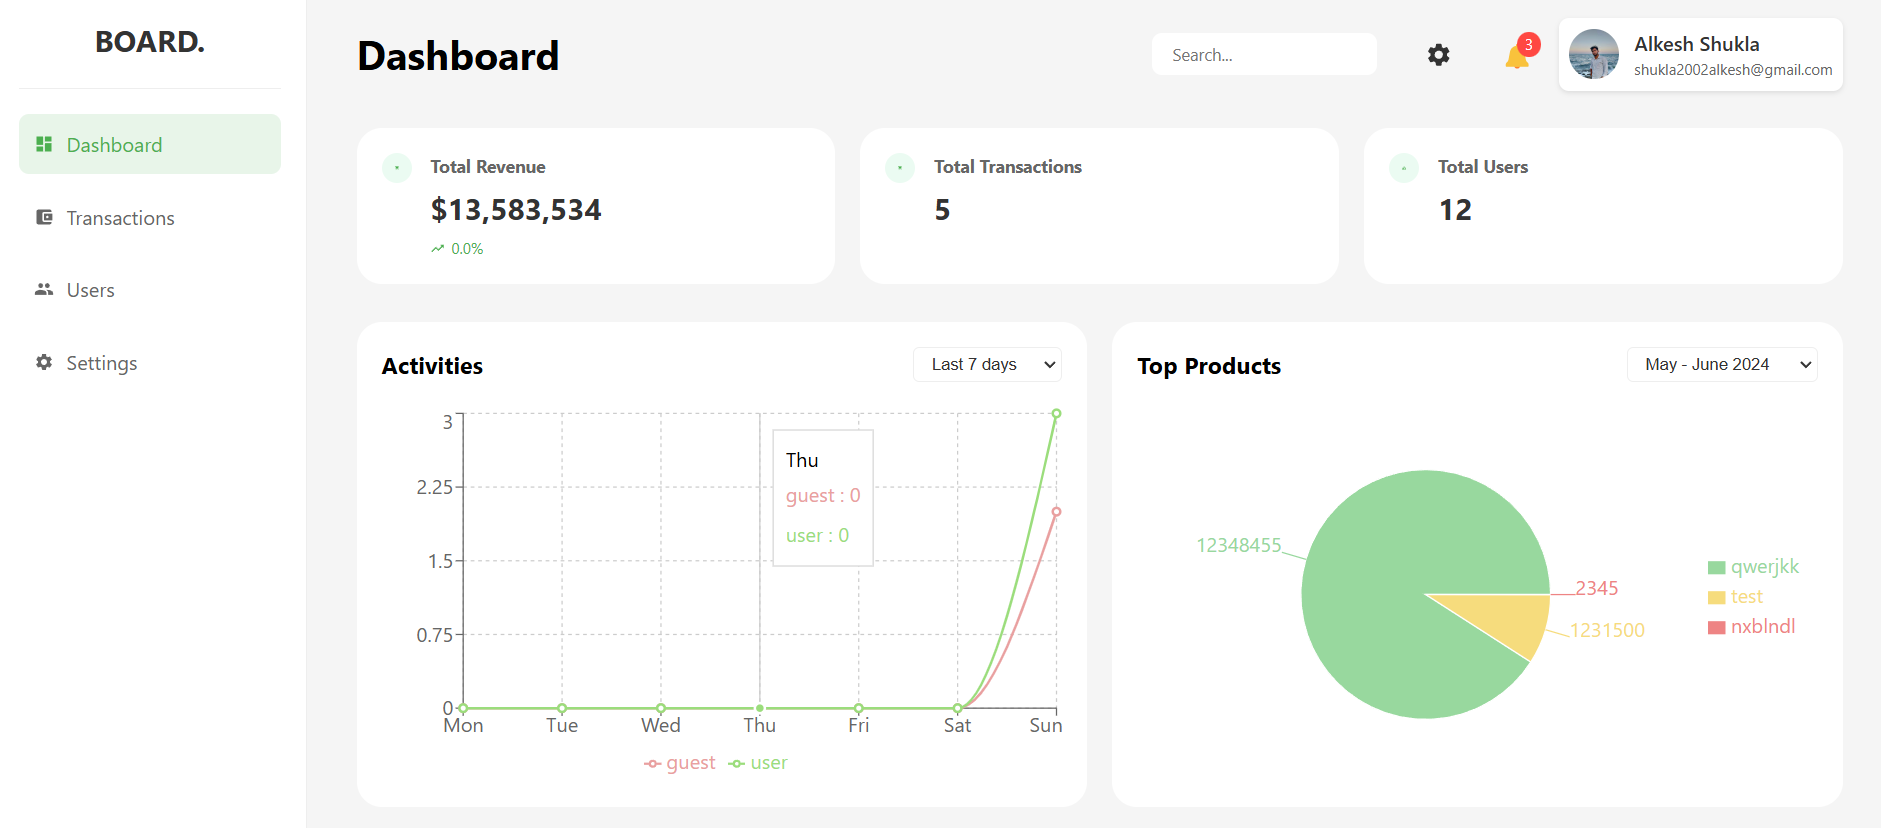 BOARD.
Dashboard
Transactions
Users
Settings
Dashboard
Search...
3
Alkesh Shukla
shukla2002alkesh@gmail.com
Total Revenue
$13,583,534
0.0%
Total Transactions
5
Total Users
12
Activities
Last 7 days
3
2.25
1.5
0.75
0
Mon Tue Wed Thu Fri Sat Sun
Thu
guest : 0
user : 0
guest user
Top Products
May - June 2024
12348455
2345
1231500
qwerjkk
test
nxblndl